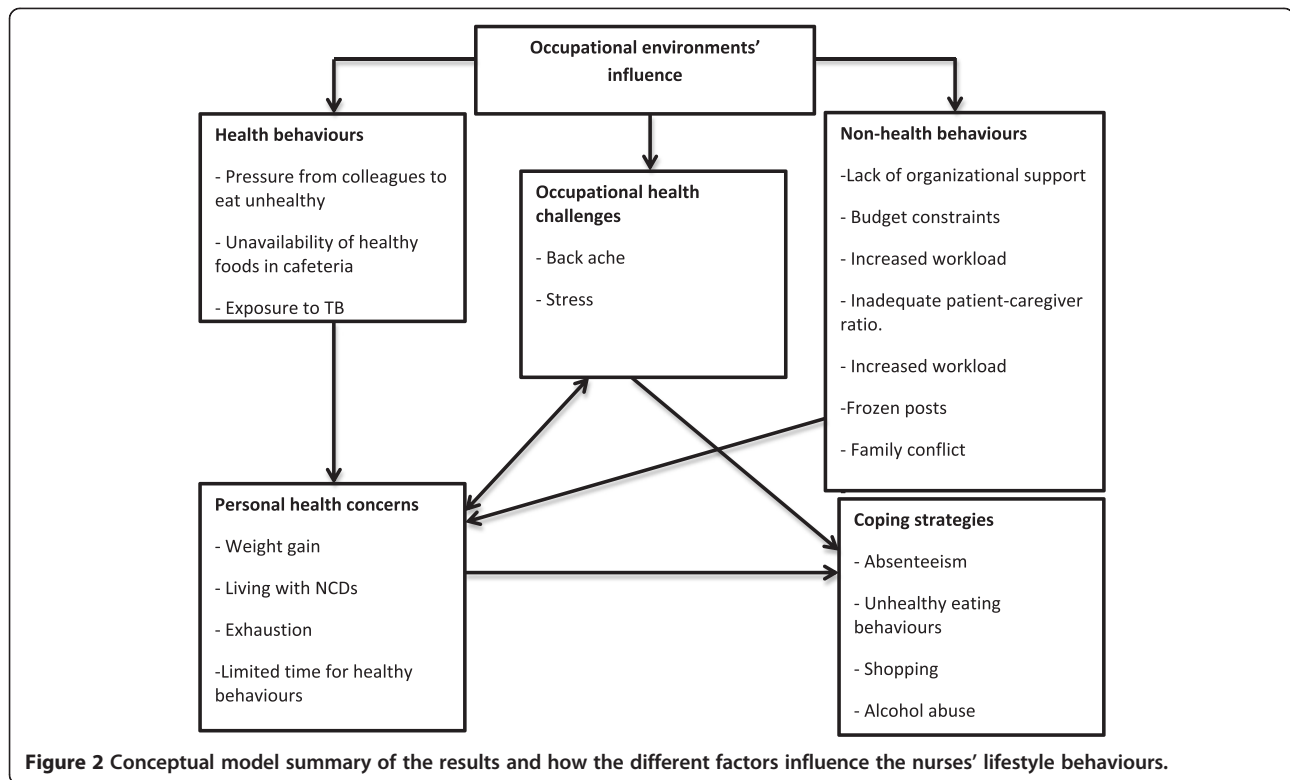 Occupational environments’
influence
Health behaviours
- Pressure from colleagues to
eat unhealthy
- Unavailability of healthy
foods in cafeteria
- Exposure to TB
Occupational health
challenges
- Back ache
- Stress
Non-health behaviours
-Lack of organizational support
- Budget constraints
- Increased workload
- Inadequate patient-caregiver
ratio.
- Increased workload
-Frozen posts
- Family conflict
Personal health concerns
- Weight gain
- Living with NCDs
- Exhaustion
-Limited time for healthy
behaviours
Coping strategies
- Absenteeism
- Unhealthy eating
behaviours
- Shopping
- Alcohol abuse
Figure 2 Conceptual model summary of the results and how the different factors influence the nurses’ lifestyle behaviours.